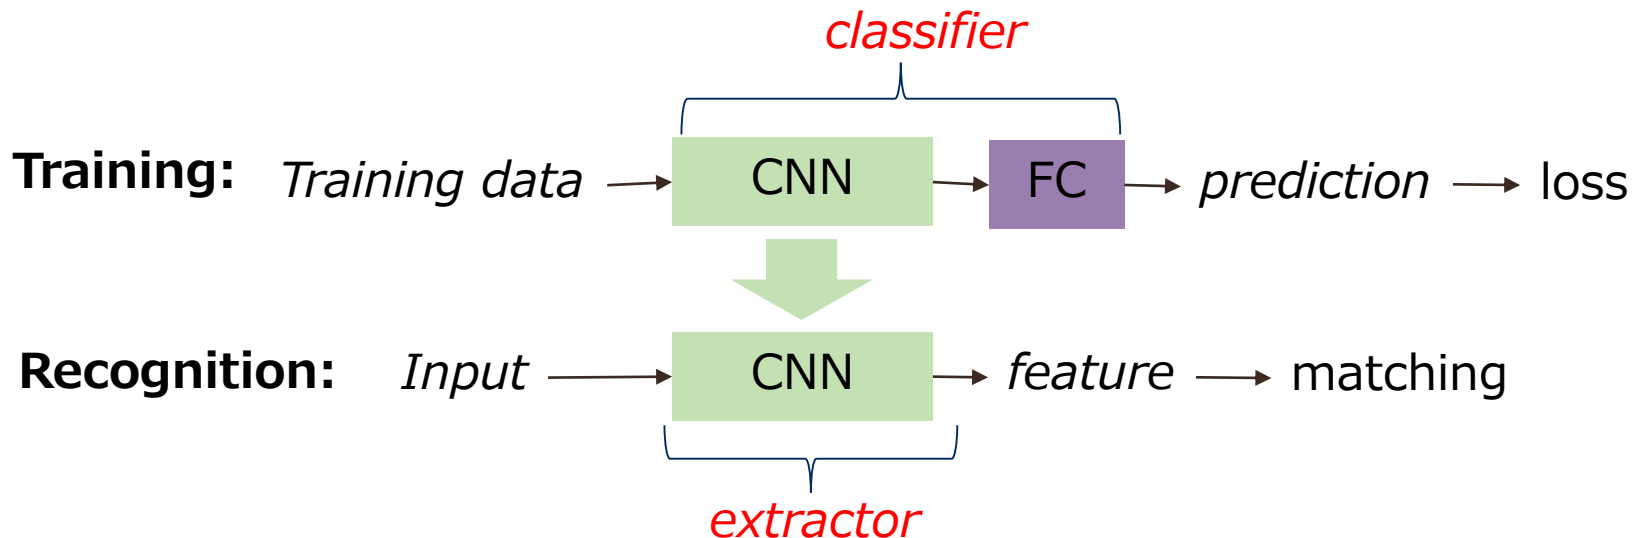 classifier
Training: Training data CNN FC prediction loss
Recognition: Input CNN feature matching
extractor